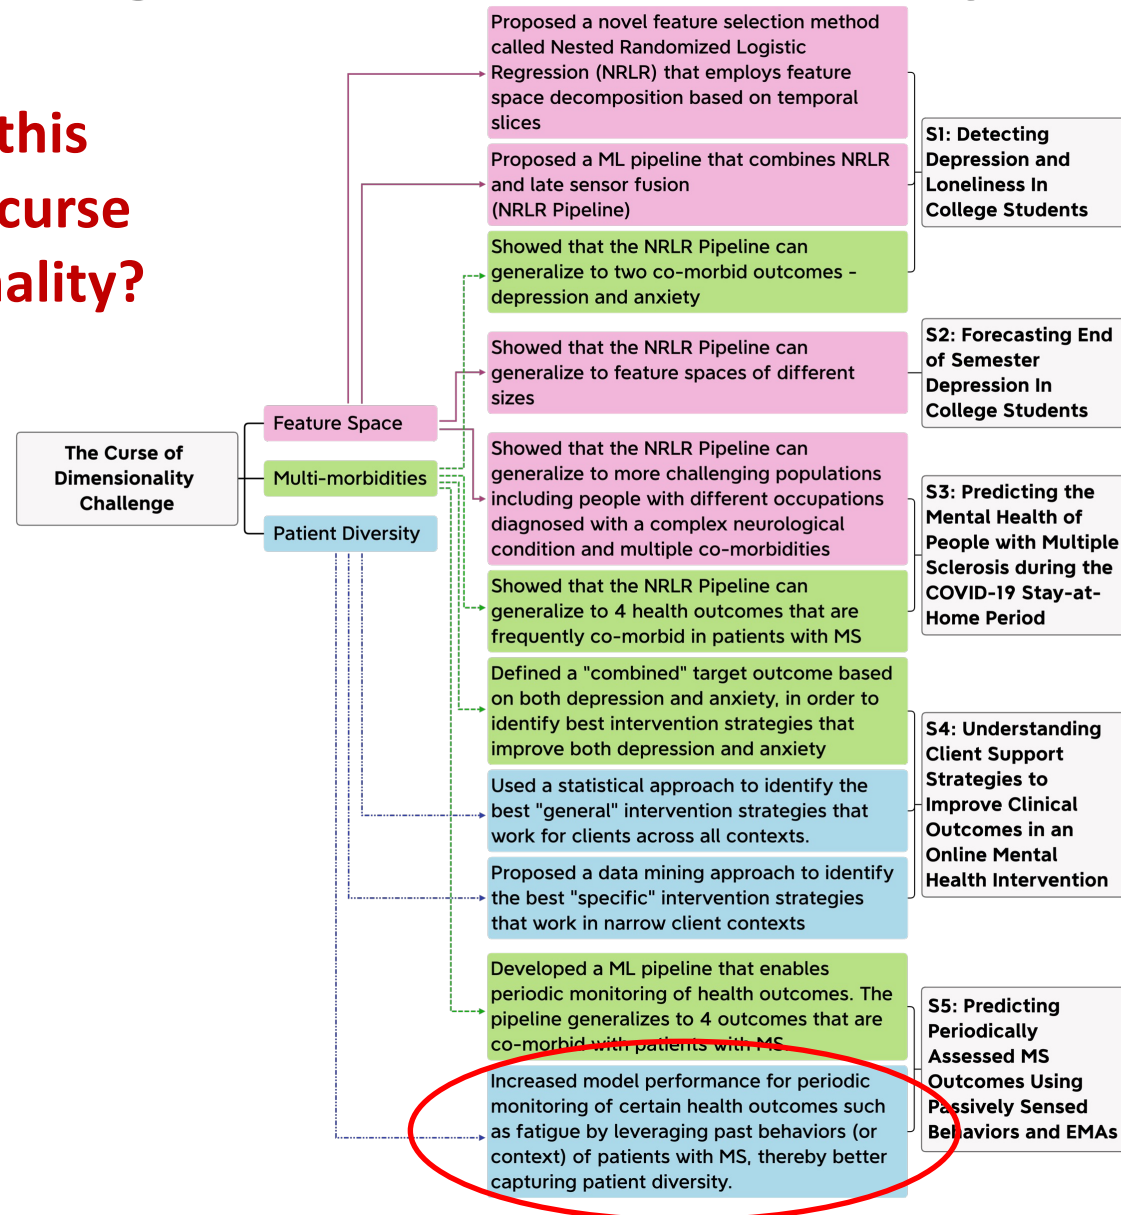 this
curse
ality?
Proposed a novel feature selection method
called Nested Randomized Logistic
Regression (NRLR) that employs feature
space decomposition based on temporal
slices
Proposed a ML pipeline that combines NRLR
and late sensor fusion
(NRLR Pipeline)
Showed that the NRLR Pipeline can
generalize to two co-morbid outcomes -
depression and anxiety
S1: Detecting
Depression and
Loneliness In
College Students
Showed that the NRLR Pipeline can
generalize to feature spaces of different
sizes
S2: Forecasting End
of Semester
Depression In
College Students
The Curse of
Dimensionality
Challenge
Feature Space
Multi-morbidities
Patient Diversity
Showed that the NRLR Pipeline can
generalize to more challenging populations
including people with different occupations
diagnosed with a complex neurological
condition and multiple co-morbidities
Showed that the NRLR Pipeline can
generalize to 4 health outcomes that are
frequently co-morbid in patients with MS
S3: Predicting the
Mental Health of
People with Multiple
Sclerosis during the
COVID-19 Stay-at-
Home Period
Defined a "combined" target outcome based
on both depression and anxiety, in order to
identify best intervention strategies that
improve both depression and anxiety
Used a statistical approach to identify the
best "general" intervention strategies that
work for clients across all contexts.
Proposed a data mining approach to identify
the best "specific" intervention strategies
that work in narrow client contexts
S4: Understanding
Client Support
Strategies to
Improve Clinical
Outcomes in an
Online Mental
Health Intervention
Developed a ML pipeline that enables
periodic monitoring of health outcomes. The
pipeline generalizes to 4 outcomes that are
co-morbid with patients with MS.
Increased model performance for periodic
monitoring of certain health outcomes such
as fatigue by leveraging past behaviors (or
context) of patients with MS, thereby better
capturing patient diversity.
S5: Predicting
Periodically
Assessed MS
Outcomes Using
Passively Sensed
Behaviors and EMAs